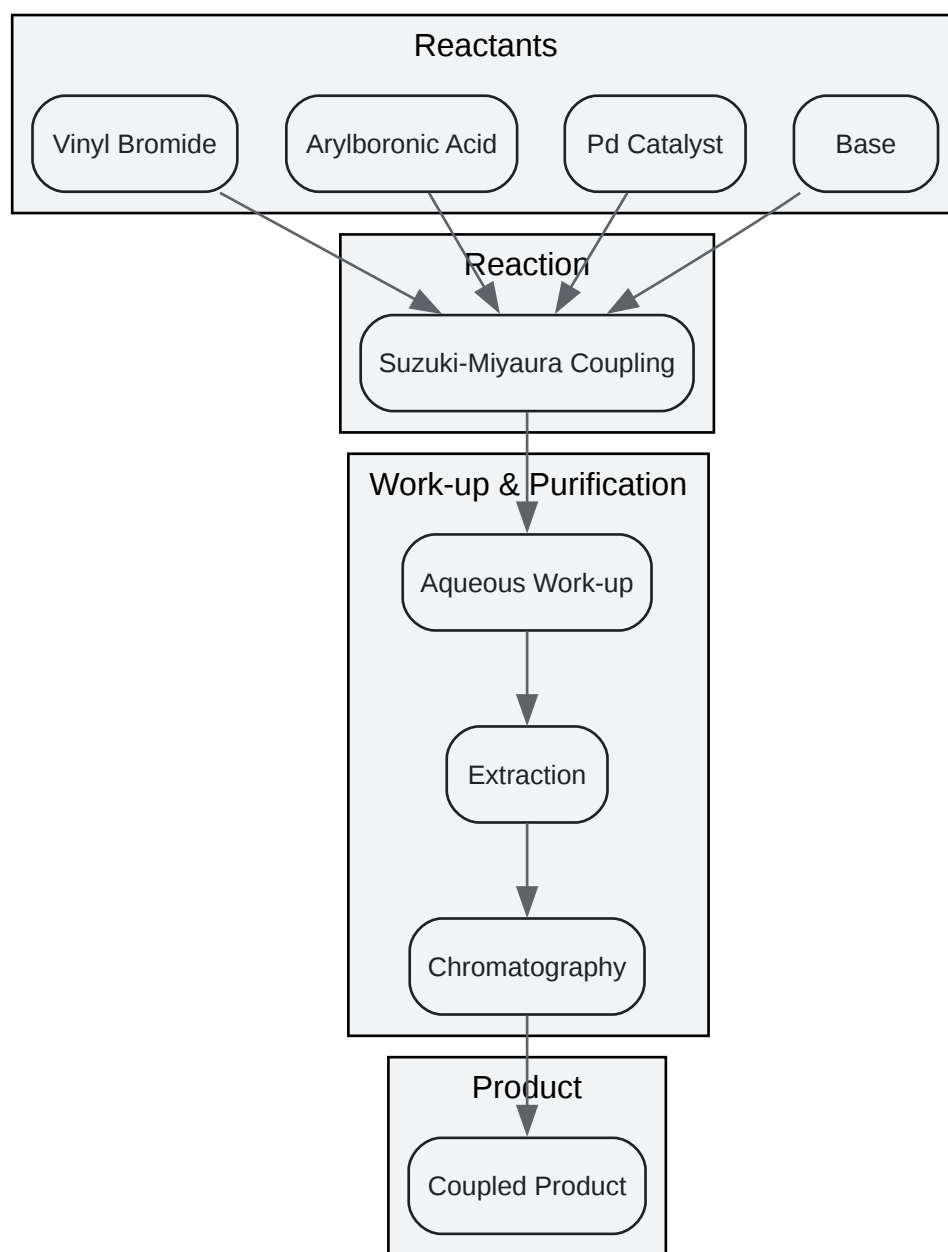 Reactants
Vinyl Bromide
Arylboronic Acid
Pd Catalyst
Base
Reaction
Suzuki-Miyaura Coupling
Work-up & Purification
Aqueous Work-up
Extraction
Chromatography
Product
Coupled Product